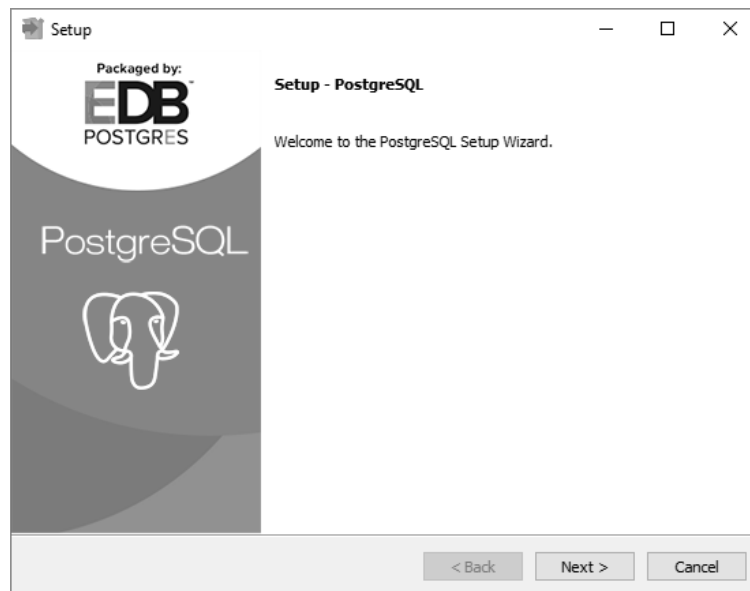 Setup
Packaged by:
EDB
POSTGRES
Setup - PostgreSQL
Welcome to the PostgreSQL Setup Wizard.
PostgreSQL
< Back
Next >
Cancel